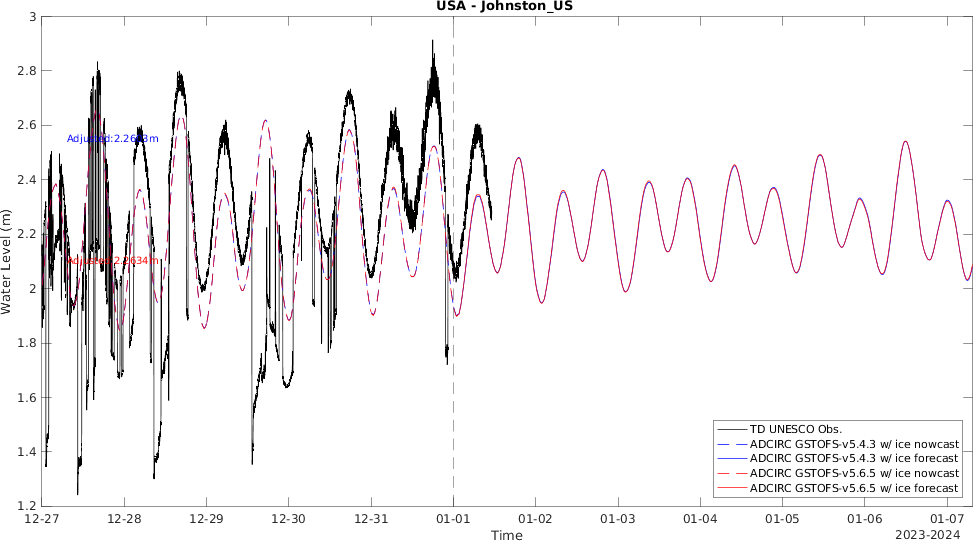 USA - Johnston_US
3
2.8
2.6
2.4
2.2
2
1.8
1.6
1.4
1.2
Water Level (m)
12-27
12-28
12-29
12-30
12-31
01-01
01-02
01-03
01-04
01-05
01-06
01-07
Time
2023-2024
TD UNESCO Obs.
ADCIRC GSTOFS-v5.4.3 w/ ice nowcast
ADCIRC GSTOFS-v5.4.3 w/ ice forecast
ADCIRC GSTOFS-v5.6.5 w/ ice nowcast
ADCIRC GSTOFS-v5.6.5 w/ ice forecast